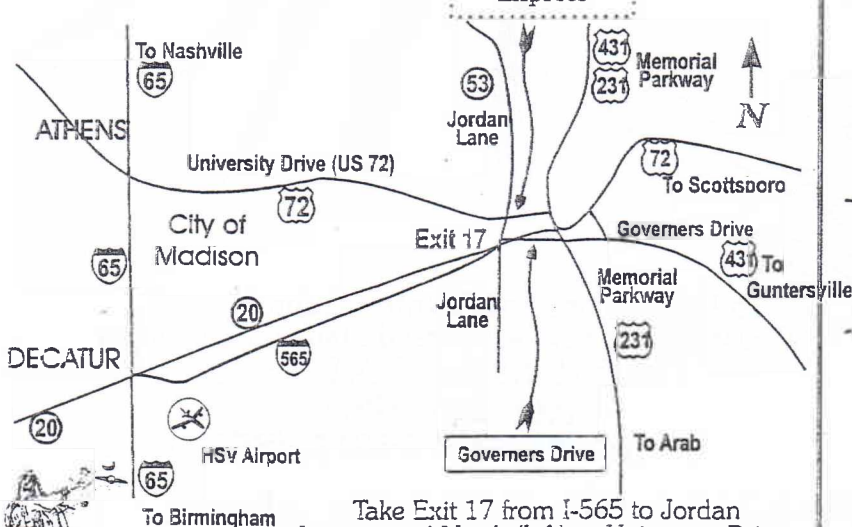 To Nashville
65
ATHENS
University Drive (US 72)
72
City of
Madison
65
53
Jordan
Lane
431
231
Memorial
Parkway
N
72
To Scottsboro
Exit 17
Governers Drive
431
To
Guntersville
Jordan
Lane
Memorial
Parkway
231
20
565
DECATUR
20
HSV Airport
65
To Birmingham
Governers Drive
To Arab
Take Exit 17 from I-565 to Jordan